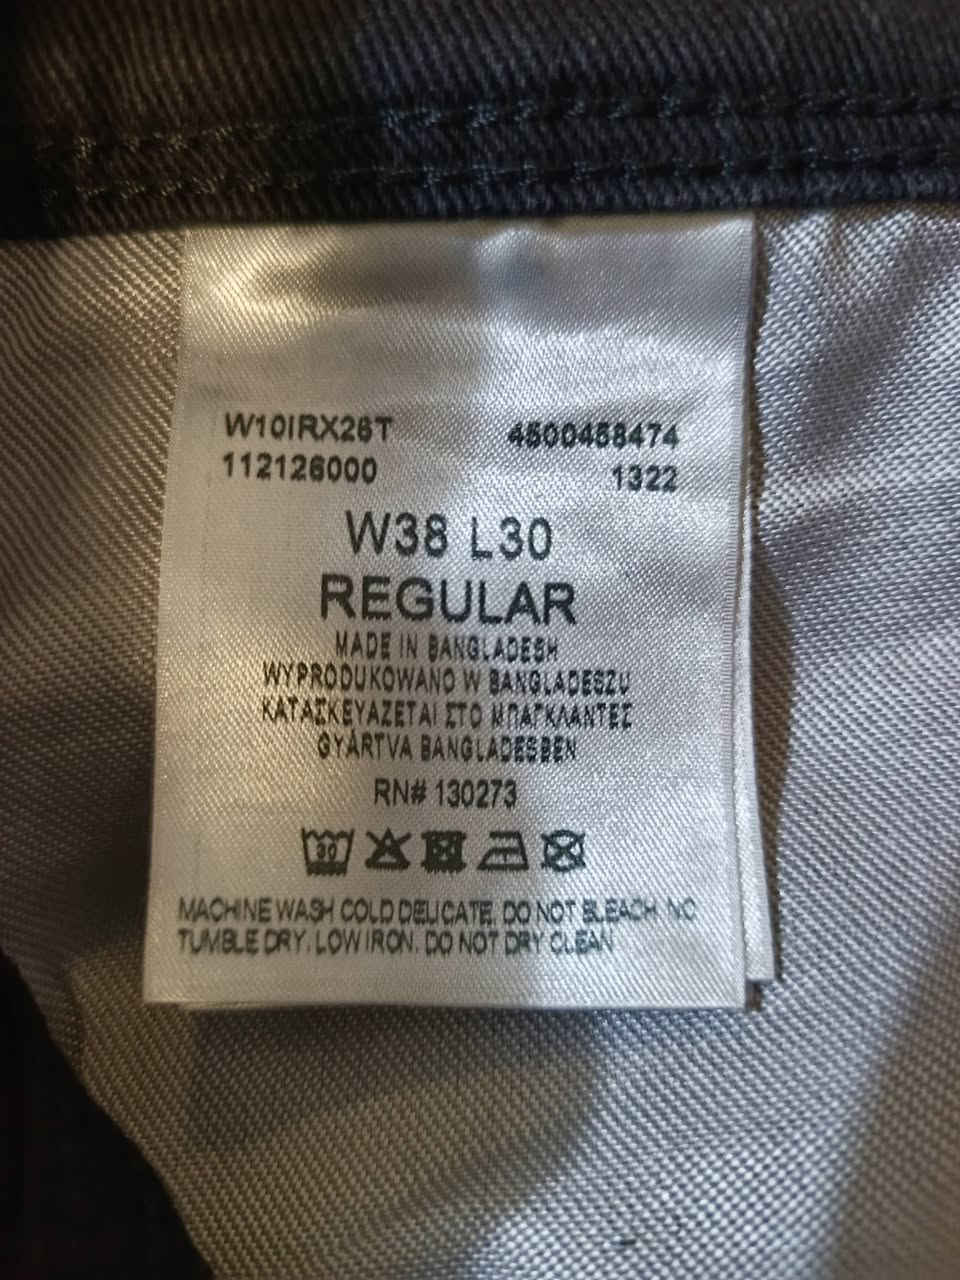 W10IRX26T 4500458474
112126000 1322
W38 L30
REGULAR
MADE IN BANGLADESH
WYPRODUKOWANO W BANGLADESZU
ΚΑΤΑΣΚΕΥΑΖΕΤΑΙ ΣΤΟ ΜΠΑΓΚΛΑΝΤΕΣ
GYÁRTVA BANGLADESBEN
RN# 130273
30
MACHINE WASH COLD DELICATE. DO NOT BLEACH. NO
TUMBLE DRY. LOW IRON. DO NOT DRY CLEAN